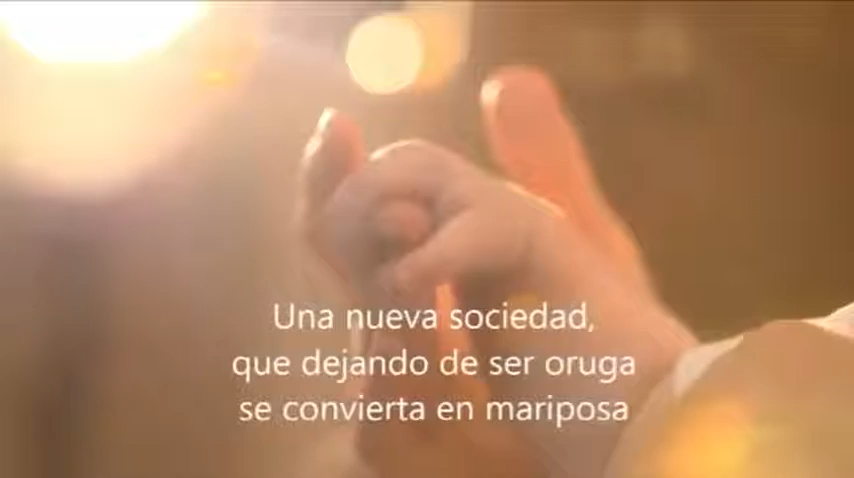 Una nueva sociedad,
que dejando de ser oruga
se convierta en mariposa